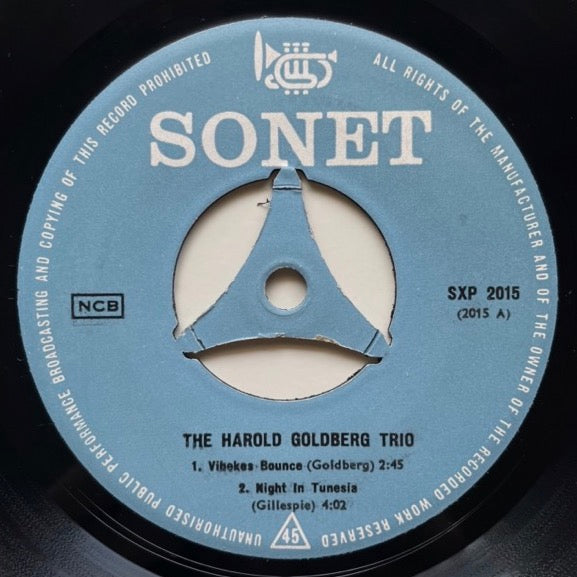 UNAUTHORISED PUBLIC PERFORMANCE BROADCASTING AND COPYING OF THIS RECORD PROHIBITED
ALL RIGHTS OF THE MANUFACTURER AND OF THE OWNER OF THE RECORDED WORK RESERVED
SONET
NCB
SXP 2015
(2015 A)
THE HAROLD GOLDBERG TRIO
1. Vibekes Bounce (Goldberg) 2:45
2. Night In Tunesia
(Gillespie) 4:02
45